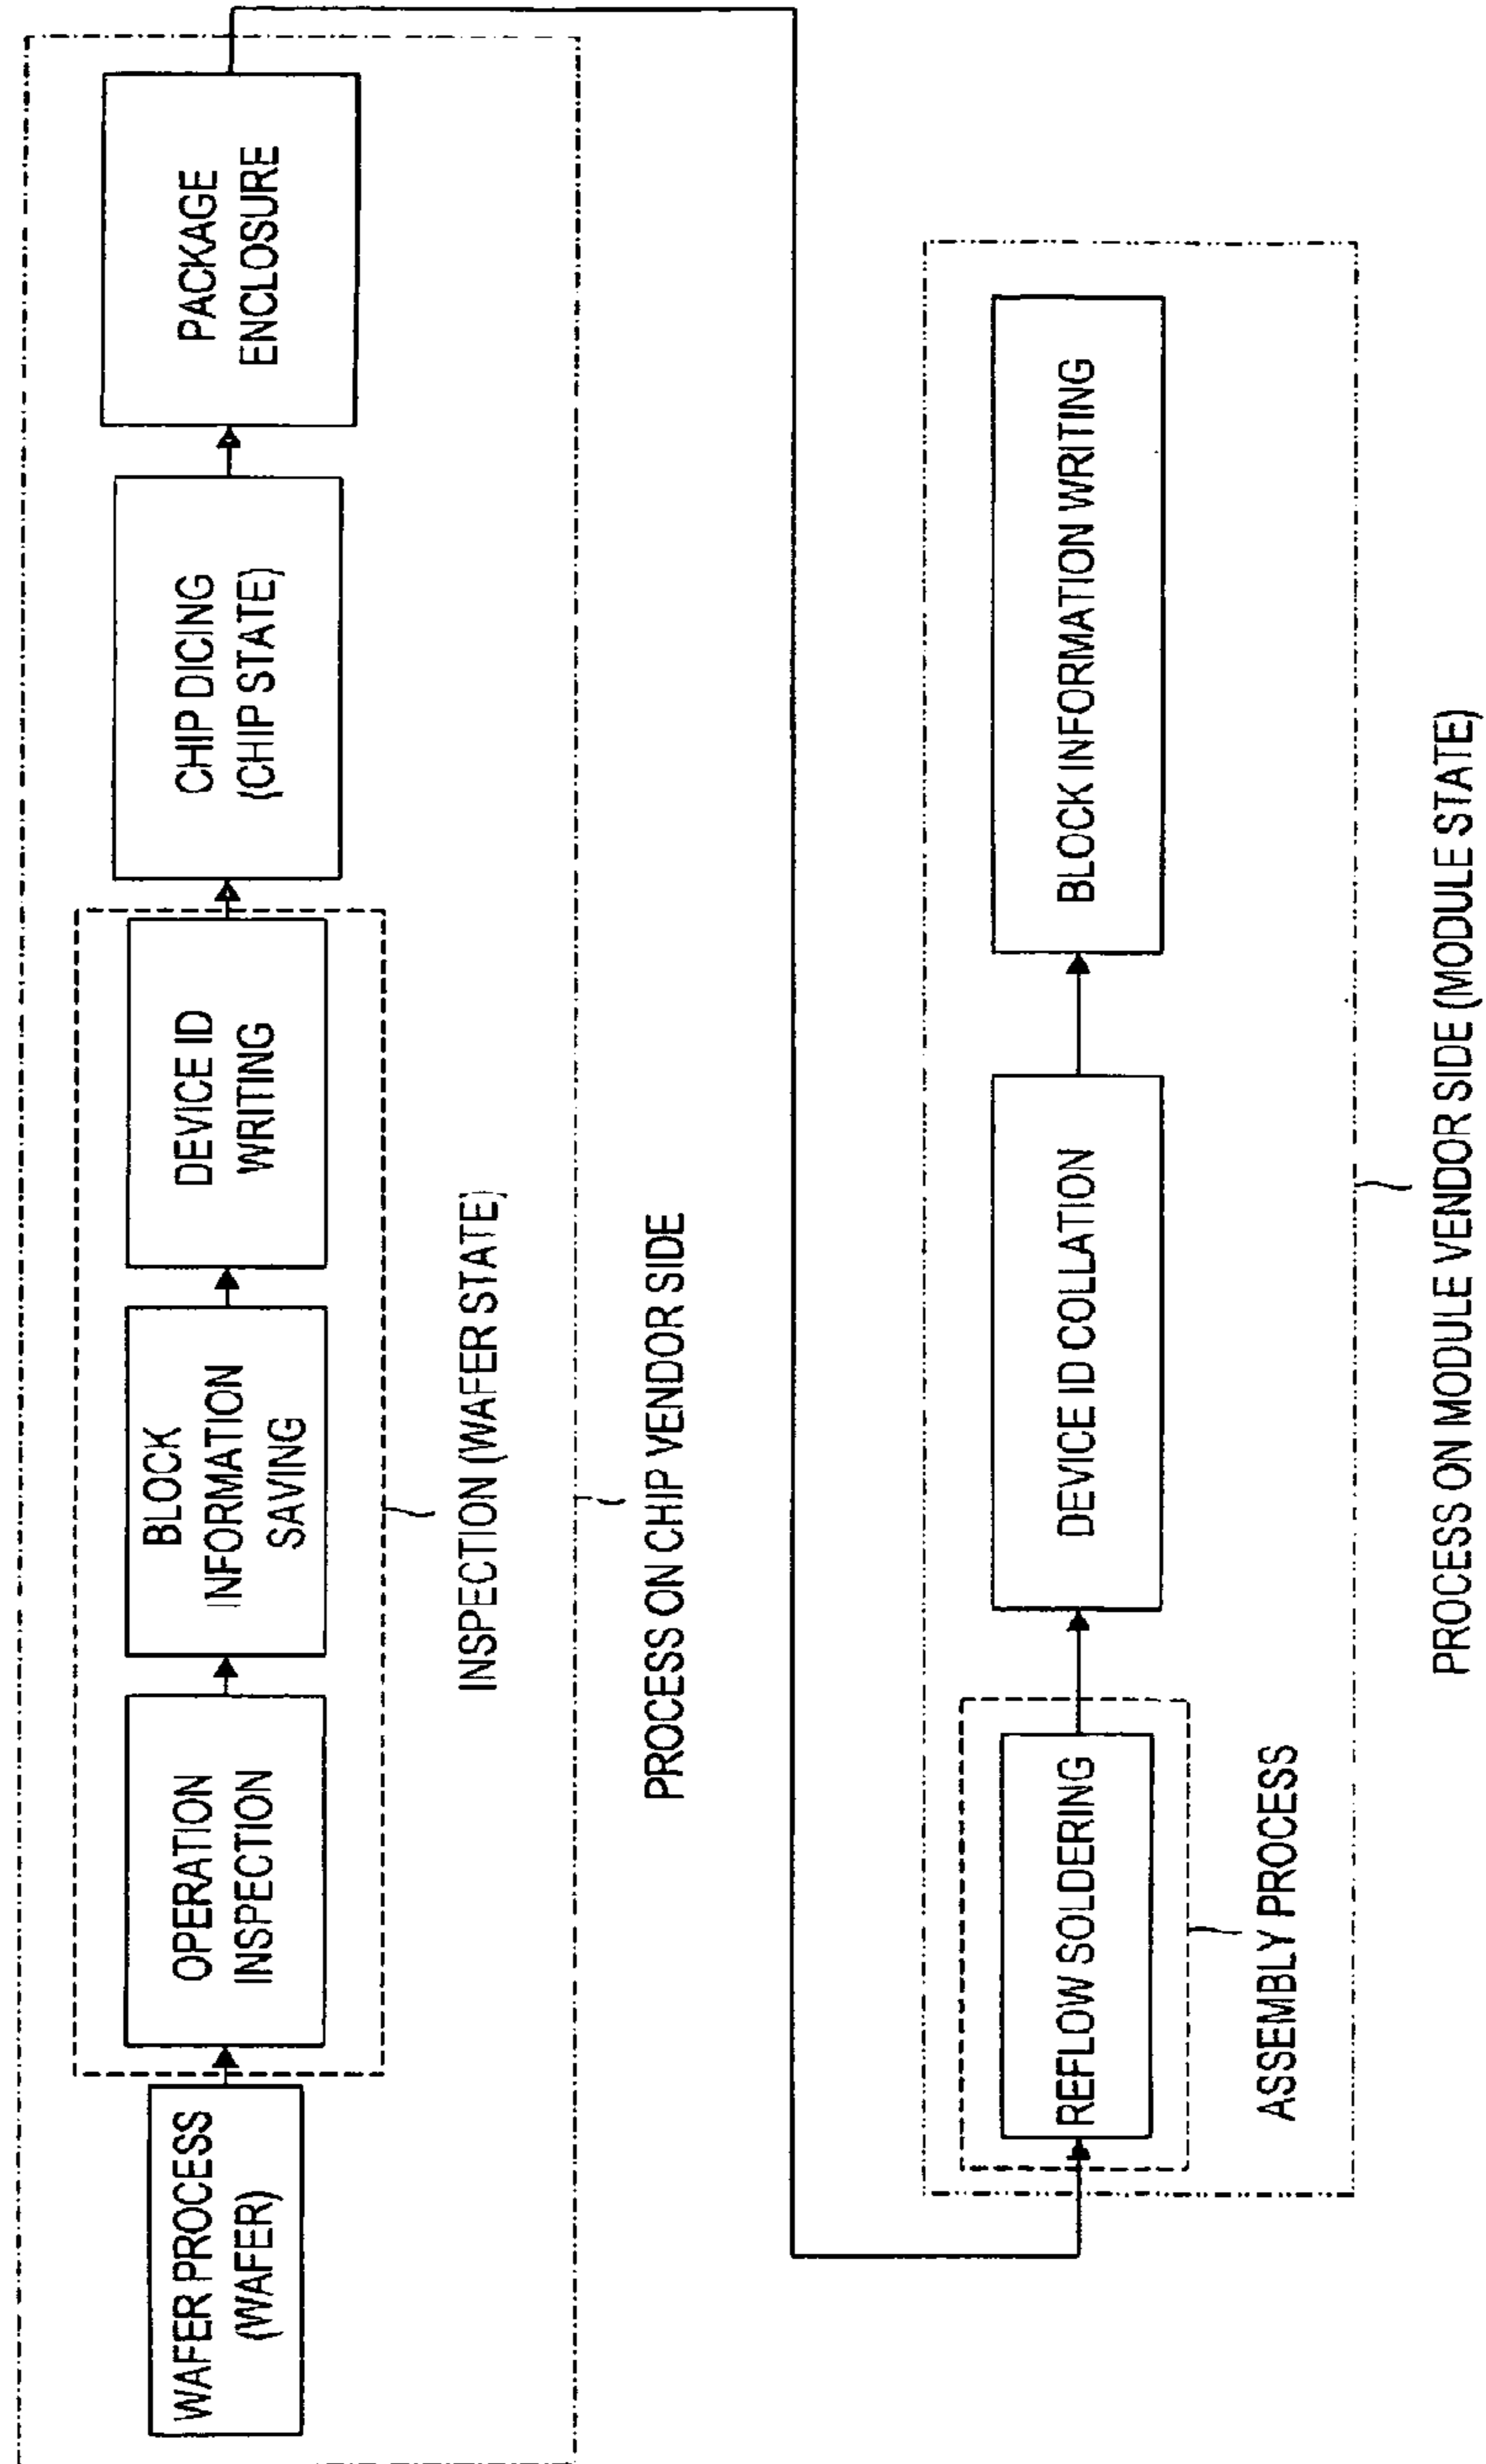 WAFER PROCESS
(WAFER)
OPERATION
INSPECTION
BLOCK
INFORMATION
SAVING
DEVICE ID
WRITING
CHIP DICING
(CHIP STATE)
PACKAGE
ENCLOSURE
INSPECTION (WAFER STATE)
PROCESS ON CHIP VENDOR SIDE
REFLOW SOLDERING
DEVICE ID COLLATION
BLOCK INFORMATION WRITING
ASSEMBLY PROCESS
PROCESS ON MODULE VENDOR SIDE (MODULE STATE)